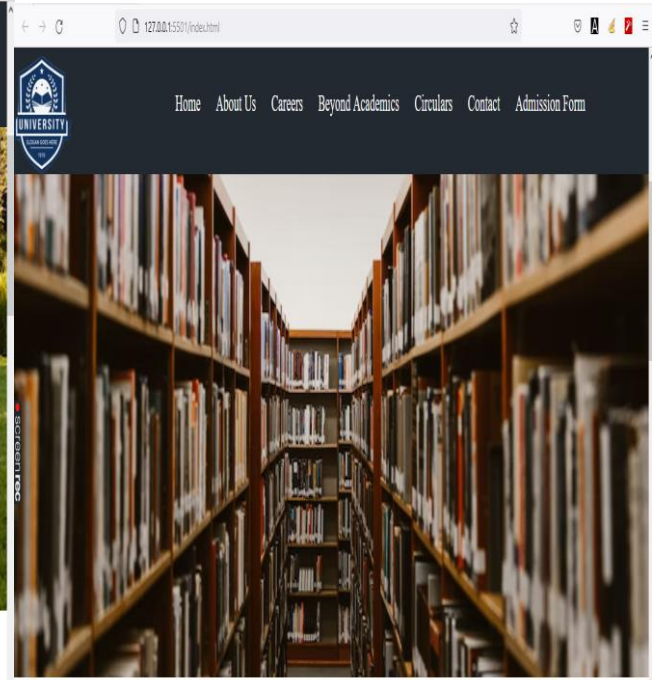 127.0.0.1:5501/index.html
UNIVERSITY
SLOGAN GOES HERE
Home About Us Careers Beyond Academics Circulars Contact Admission Form
screenrec